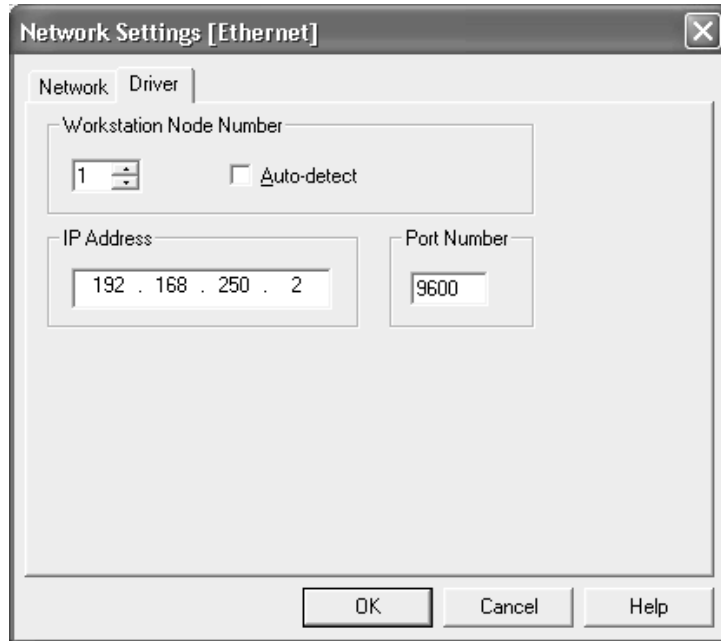 Network Settings [Ethernet]
Network Driver
Workstation Node Number
1 Auto-detect
IP Address Port Number
192 . 168 . 250 . 2 9600
OK Cancel Help